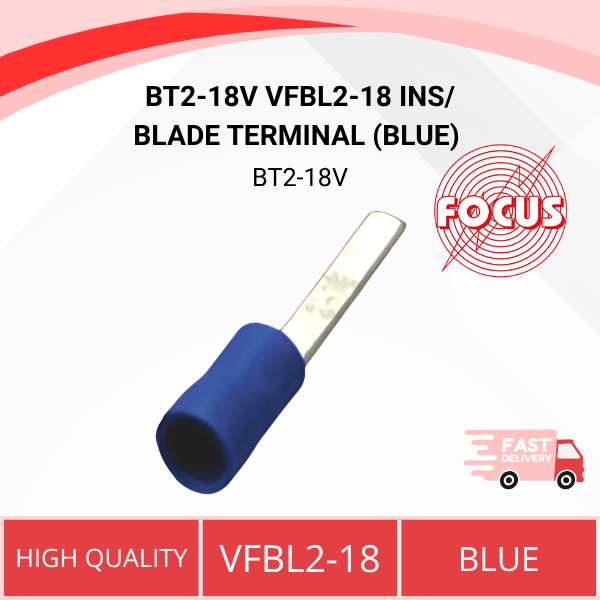 BT2-18V VFBL2-18 INS/
BLADE TERMINAL (BLUE)
BT2-18V
FOCUS
FAST
DELIVERY
HIGH QUALITY
VFBL2-18
BLUE